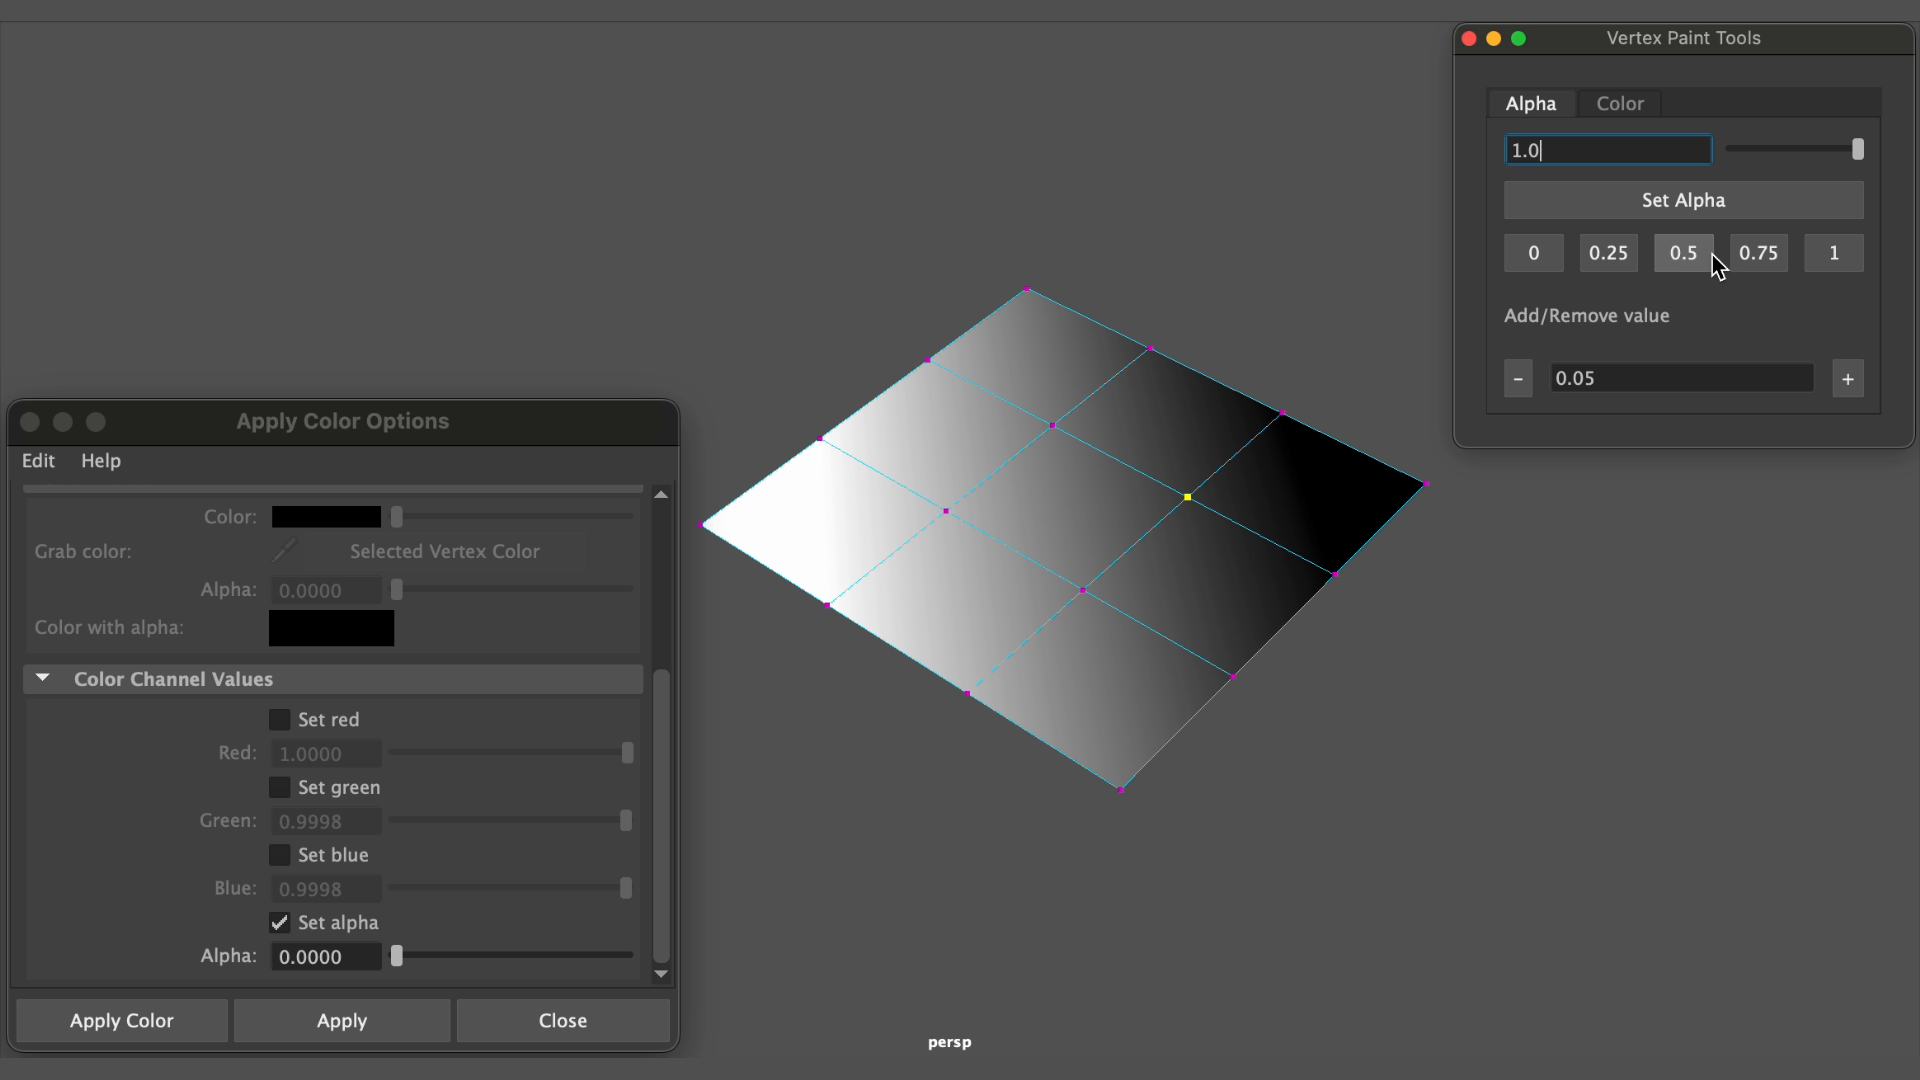 Vertex Paint Tools
Alpha Color
1.0
Set Alpha
0 0.25 0.5 0.75 1
Add/Remove value
- 0.05 +
Apply Color Options
Edit Help
Color:
Grab color: Selected Vertex Color
Alpha: 0.0000
Color with alpha:
Color Channel Values
Set red
Red: 1.0000
Set green
Green: 0.9998
Set blue
Blue: 0.9998
Set alpha
Alpha: 0.0000
Apply Color Apply Close
persp